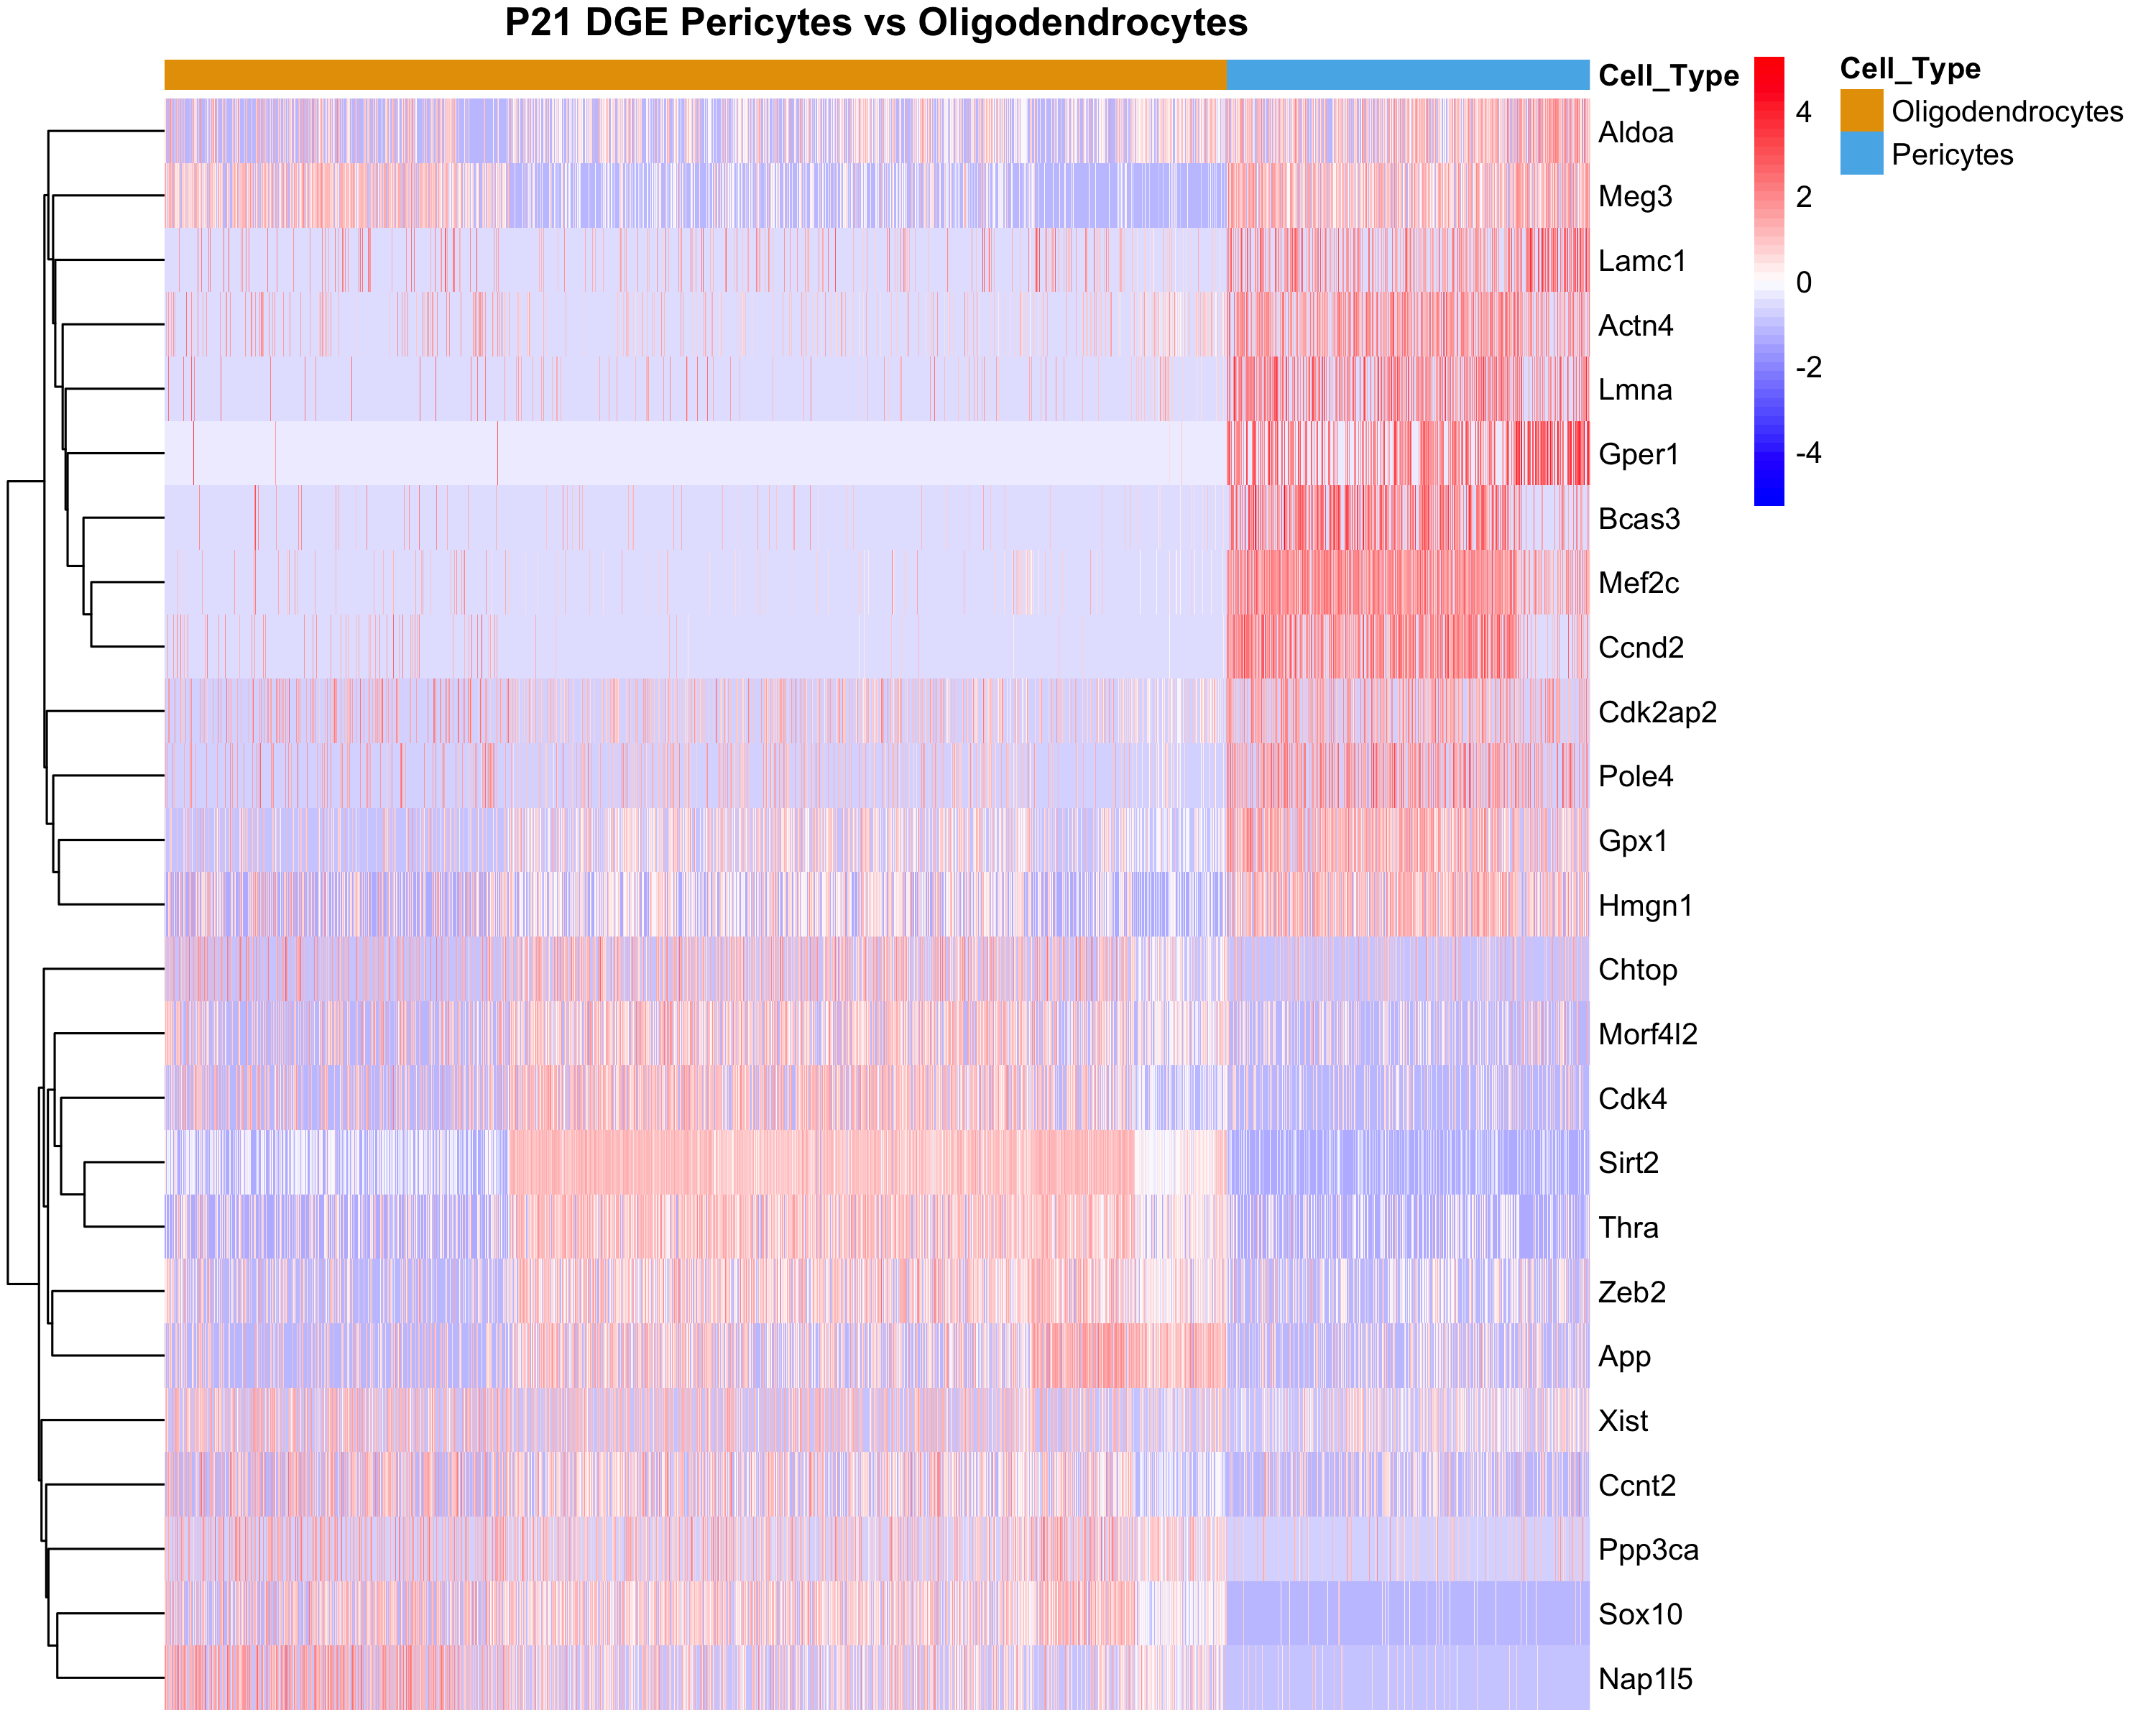 P21 DGE Pericytes vs Oligodendrocytes
Cell_Type
Aldoa
Meg3
Lamc1
Actn4
Lmna
Gper1
Bcas3
Mef2c
Ccnd2
Cdk2ap2
Pole4
Gpx1
Hmgn1
Chtop
Morf4l2
Cdk4
Sirt2
Thra
Zeb2
App
Xist
Ccnt2
Ppp3ca
Sox10
Nap1l5
4
2
0
-2
-4
Cell_Type
Oligodendrocytes
Pericytes